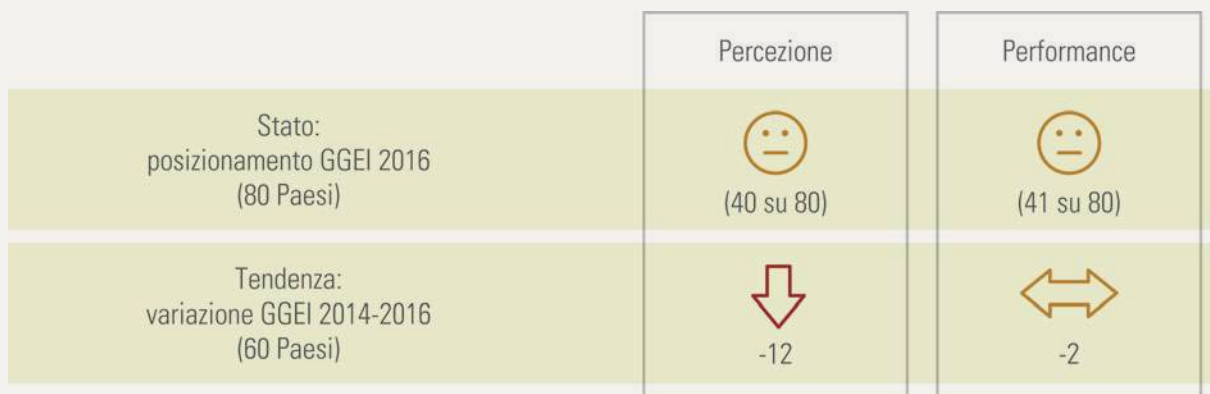 Percezione
Performance
Stato:
posizionamento GGEI 2016
(80 Paesi)
(40 su 80)
(41 su 80)
Tendenza:
variazione GGEI 2014-2016
(60 Paesi)
-12
-2